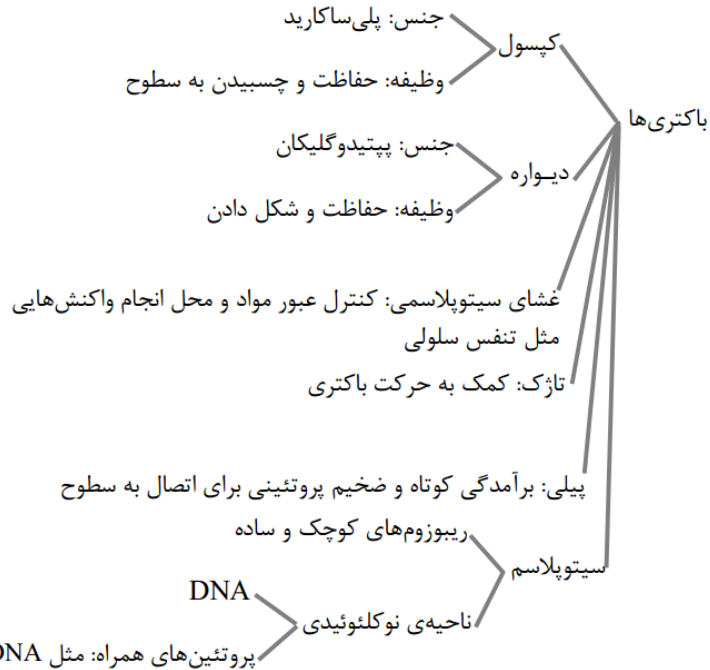 باکتری‌ها
کپسول
جنس: پلی‌ساکارید
وظیفه: حفاظت و چسبیدن به سطوح
دیـواره
جنس: پپتیدوگلیکان
وظیفه: حفاظت و شکل دادن
غشای سیتوپلاسمی: کنترل عبور مواد و محل انجام واکنش‌هایی
مثل تنفس سلولی
تاژک: کمک به حرکت باکتری
پیلی: برآمدگی کوتاه و ضخیم پروتئینی برای اتصال به سطوح
سیتوپلاسم
ریبوزوم‌های کوچک و ساده
ناحیه‌ی نوکلئوئیدی
DNA
پروتئین‌های همراه: مثل DNA